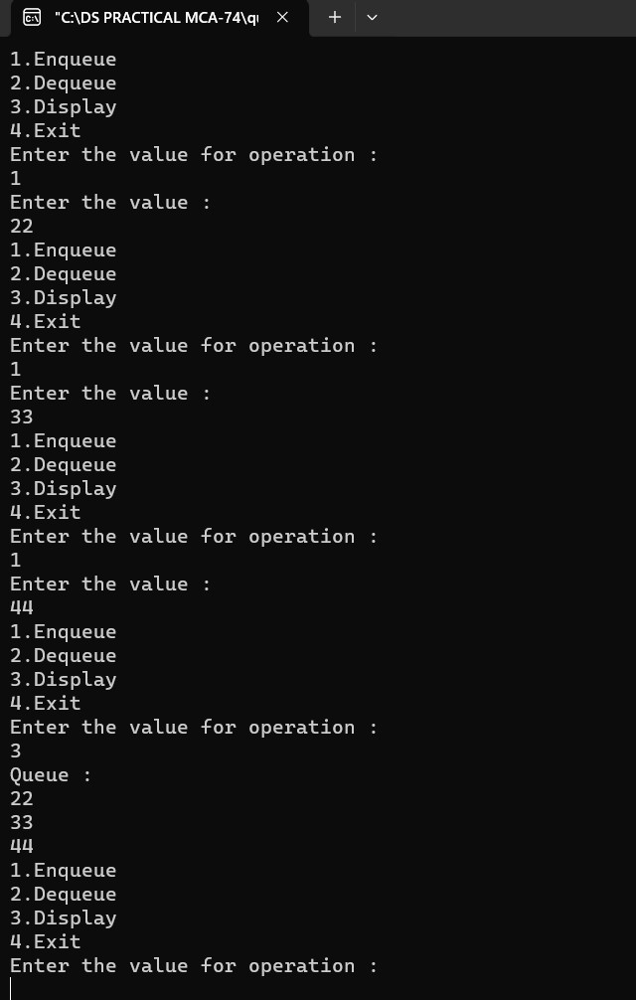 "C:\DS PRACTICAL MCA-74\qu
1.Enqueue
2.Dequeue
3.Display
4.Exit
Enter the value for operation :
1
Enter the value :
22
1.Enqueue
2.Dequeue
3.Display
4.Exit
Enter the value for operation :
1
Enter the value :
33
1.Enqueue
2.Dequeue
3.Display
4.Exit
Enter the value for operation :
1
Enter the value :
44
1.Enqueue
2.Dequeue
3.Display
4.Exit
Enter the value for operation :
3
Queue :
22
33
44
1.Enqueue
2.Dequeue
3.Display
4.Exit
Enter the value for operation :